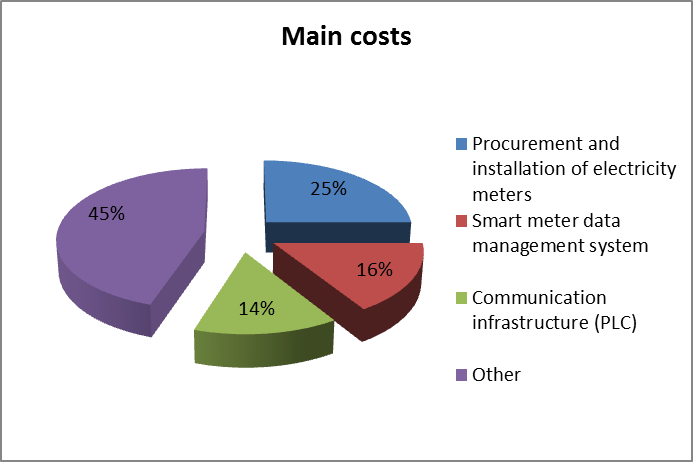 Main costs
25%
16%
14%
45%
Procurement and
installation of electricity
meters
Smart meter data
management system
Communication
infrastructure (PLC)
Other